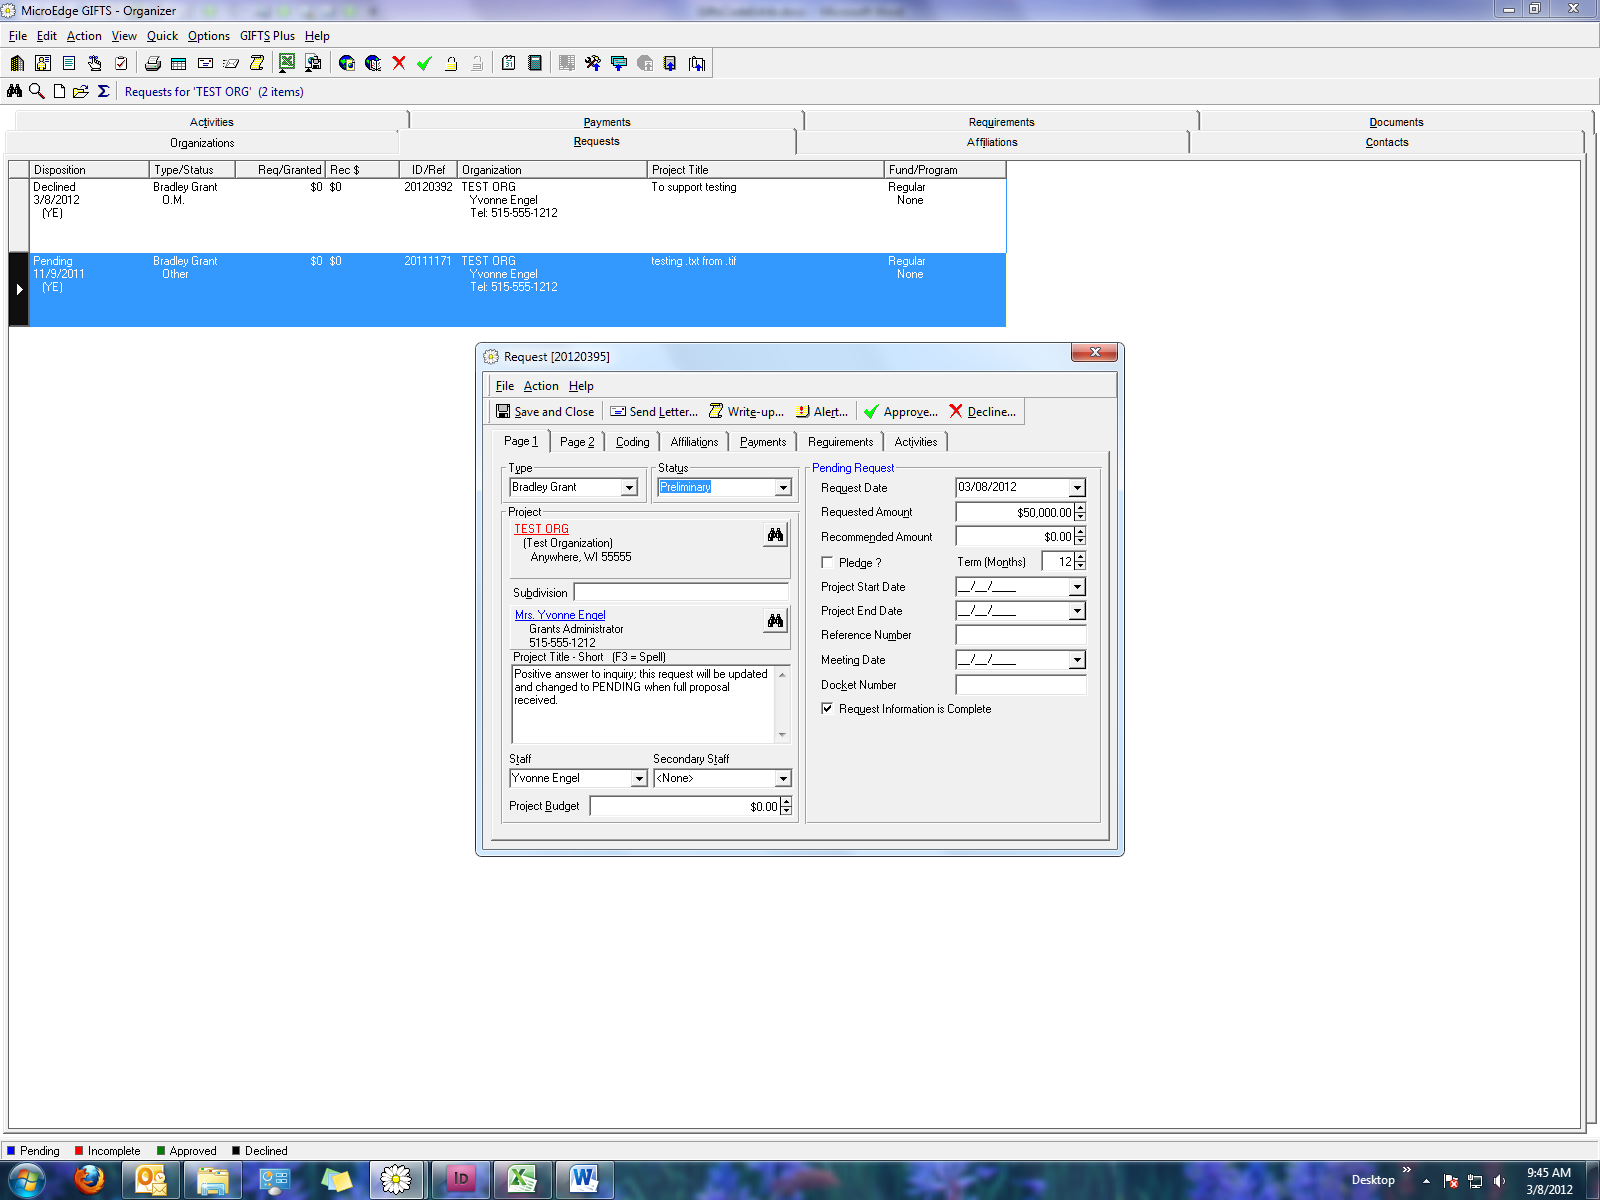 MicroEdge GIFTS - Organizer
File Edit Action View Quick Options GIFTS Plus Help
Requests for 'TEST ORG' (2 items)
Activities Payments Requirements Documents
Organizations Requests Affiliations Contacts
Disposition Type/Status Req/Granted Rec $ ID/Ref Organization Project Title Fund/Program
Declined Bradley Grant $0 $0 20120392 TEST ORG To support testing Regular
3/8/2012 O.M. Yvonne Engel None
(YE) Tel: 515-555-1212
Pending Bradley Grant $0 $0 20111171 TEST ORG testing .txt from .tif Regular
11/9/2011 Other Yvonne Engel None
(YE) Tel: 515-555-1212
Request [20120395]
File Action Help
Save and Close Send Letter... Write-up... Alert... Approve... Decline...
Page 1 Page 2 Coding Affiliations Payments Requirements Activities
Type
Bradley Grant
Status
Preliminary
Project
TEST ORG
(Test Organization)
Anywhere, WI 55555
Subdivision
Mrs. Yvonne Engel
Grants Administrator
515-555-1212
Project Title - Short (F3 = Spell)
Positive answer to inquiry; this request will be updated
and changed to PENDING when full proposal
received.
Staff Secondary Staff
Yvonne Engel <None>
Project Budget $0.00
Pending Request
Request Date 03/08/2012
Requested Amount $50,000.00
Recommended Amount $0.00
Pledge ? Term (Months) 12
Project Start Date __/__/____
Project End Date __/__/____
Reference Number
Meeting Date __/__/____
Docket Number
Request Information is Complete
Pending Incomplete Approved Declined
Desktop
9:45 AM
3/8/2012